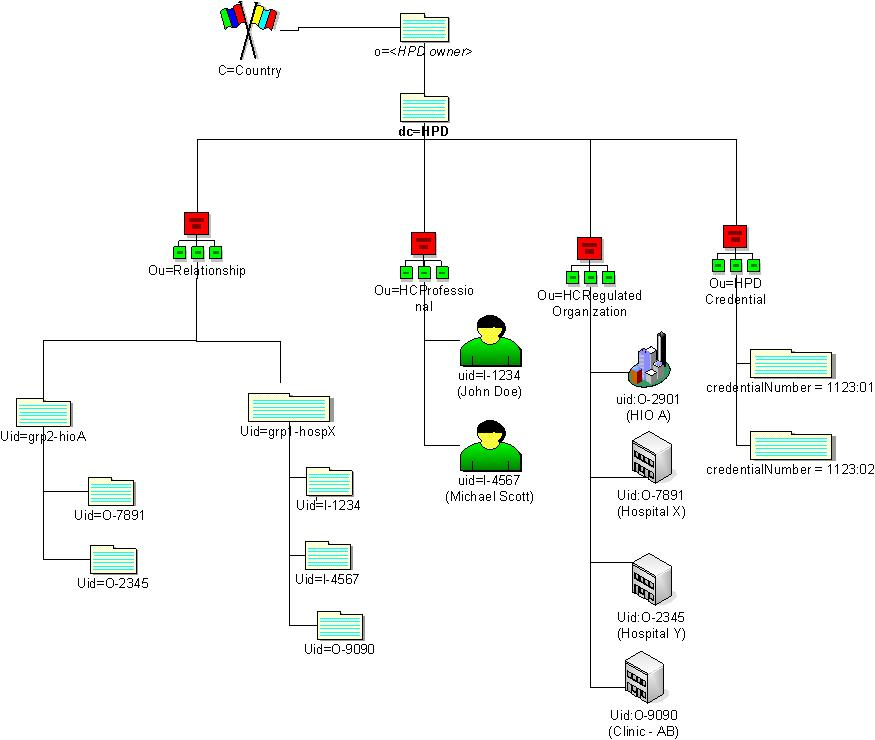 C=Country
o=<HPD owner>
dc=HPD
Ou=Relationship
Ou=HCProfessio
nal
Ou=HCRegulated
Organization
Ou=HPD
Credential
uid=I-1234
(John Doe)
uid=I-4567
(Michael Scott)
uid:O-2901
(HIO A)
Uid:O-7891
(Hospital X)
Uid:O-2345
(Hospital Y)
Uid:O-9090
(Clinic - AB)
credentialNumber = 1123:01
credentialNumber = 1123:02
Uid=grp2-hioA
Uid=O-7891
Uid=O-2345
Uid=grp1-hospX
Uid=I-1234
Uid=I-4567
Uid=O-9090